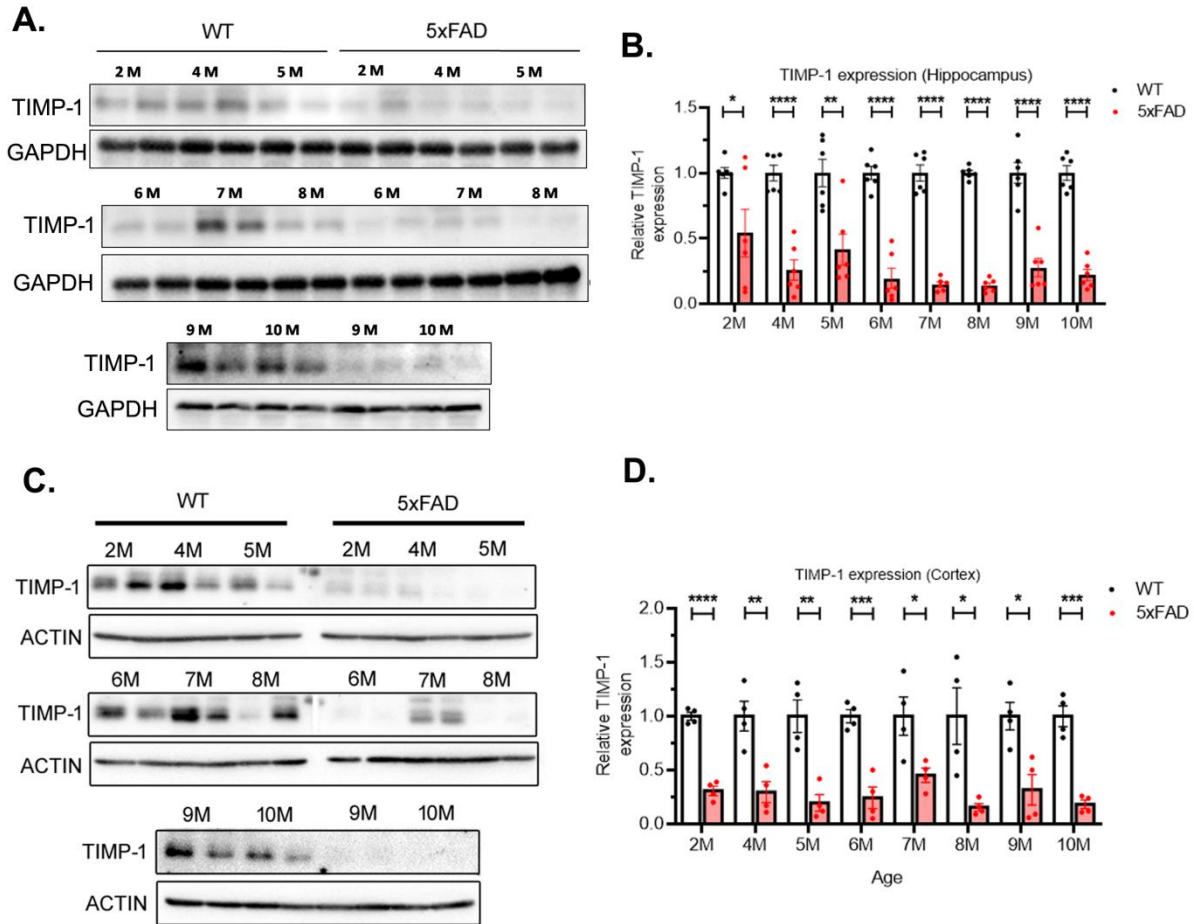 A.
WT 5xFAD
2 M 4 M 5 M 2 M 4 M 5 M
TIMP-1
GAPDH
6 M 7 M 8 M 6 M 7 M 8 M
TIMP-1
GAPDH
9 M 10 M 9 M 10 M
TIMP-1
GAPDH
B.
TIMP-1 expression (Hippocampus)
WT
5xFAD
* **** ** **** **** **** **** ****
Relative TIMP-1
expression
1.5
1.0
0.5
0.0
2M 4M 5M 6M 7M 8M 9M 10M
C.
WT 5xFAD
2M 4M 5M 2M 4M 5M
TIMP-1
ACTIN
6M 7M 8M 6M 7M 8M
TIMP-1
ACTIN
9M 10M 9M 10M
TIMP-1
ACTIN
D.
TIMP-1 expression (Cortex)
WT
5xFAD
**** ** ** *** * * * ***
Relative TIMP-1
expression
2.0
1.5
1.0
0.5
0.0
2M 4M 5M 6M 7M 8M 9M 10M
Age